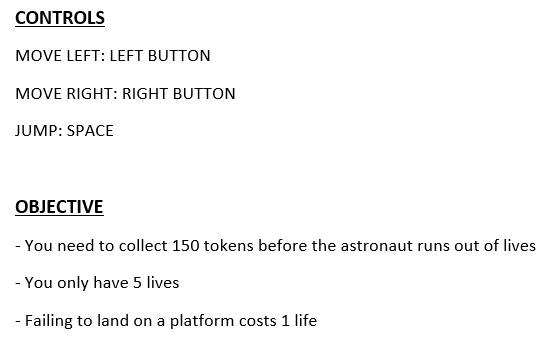 CONTROLS
MOVE LEFT: LEFT BUTTON
MOVE RIGHT: RIGHT BUTTON
JUMP: SPACE
OBJECTIVE
- You need to collect 150 tokens before the astronaut runs out of lives
- You only have 5 lives
- Failing to land on a platform costs 1 life